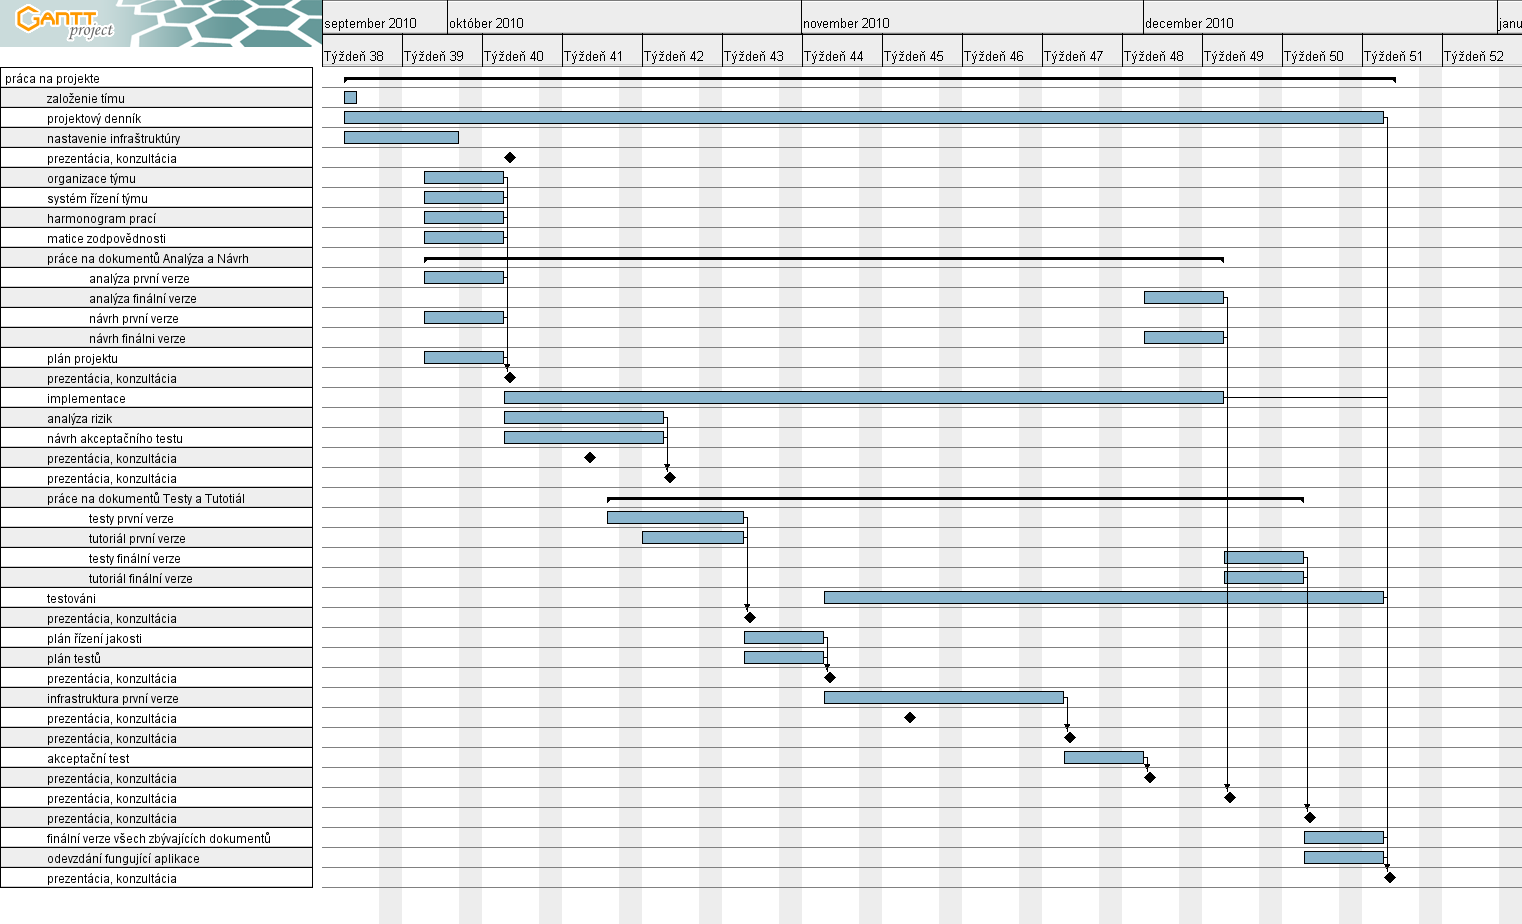 GANTT
project
september 2010 október 2010 november 2010 december 2010 janu
Týždeň 38 Týždeň 39 Týždeň 40 Týždeň 41 Týždeň 42 Týždeň 43 Týždeň 44 Týždeň 45 Týždeň 46 Týždeň 47 Týždeň 48 Týždeň 49 Týždeň 50 Týždeň 51 Týždeň 52
práca na projekte
založenie tímu
projektový denník
nastavenie infraštruktúry
prezentácia, konzultácia
organizace týmu
systém řízení týmu
harmonogram prací
matice zodpovědnosti
práce na dokumentů Analýza a Návrh
analýza první verze
analýza finální verze
návrh první verze
návrh finálni verze
plán projektu
prezentácia, konzultácia
implementace
analýza rizik
návrh akceptačního testu
prezentácia, konzultácia
prezentácia, konzultácia
práce na dokumentů Testy a Tutotiál
testy první verze
tutoriál první verze
testy finální verze
tutoriál finální verze
testováni
prezentácia, konzultácia
plán řízení jakosti
plán testů
prezentácia, konzultácia
infrastruktura první verze
prezentácia, konzultácia
prezentácia, konzultácia
akceptační test
prezentácia, konzultácia
prezentácia, konzultácia
prezentácia, konzultácia
finální verze všech zbývajících dokumentů
odevzdání fungující aplikace
prezentácia, konzultácia